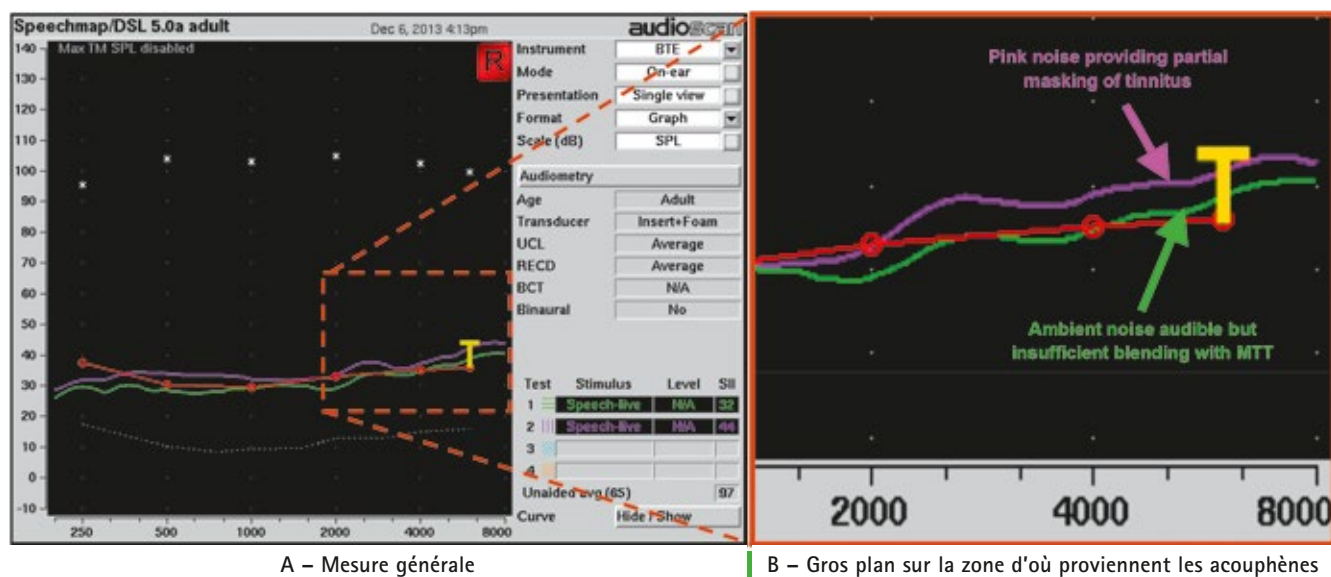 Speechmap/DSL 5.0a adult
Dec 6, 2013 4:13pm
audioscan
Max TM SPL disabled
R
140
130
120
110
100
90
80
70
60
50
40
30
20
10
0
-10
250 500 1000 2000 4000 8000
T
Instrument BTE
Mode On-ear
Presentation Single view
Format Graph
Scale (dB) SPL
Audiometry
Age Adult
Transducer Insert+Foam
UCL Average
RECD Average
BCT N/A
Binaural No
Test Stimulus Level SII
1 Speech-live N/A 32
2 Speech-live N/A 44
3
4
Unaided avg (65) 97
Curve Hide / Show
A – Mesure générale
Pink noise providing partial
masking of tinnitus
T
Ambient noise audible but
insufficient blending with MTT
2000 4000 8000
B – Gros plan sur la zone d'où proviennent les acouphènes